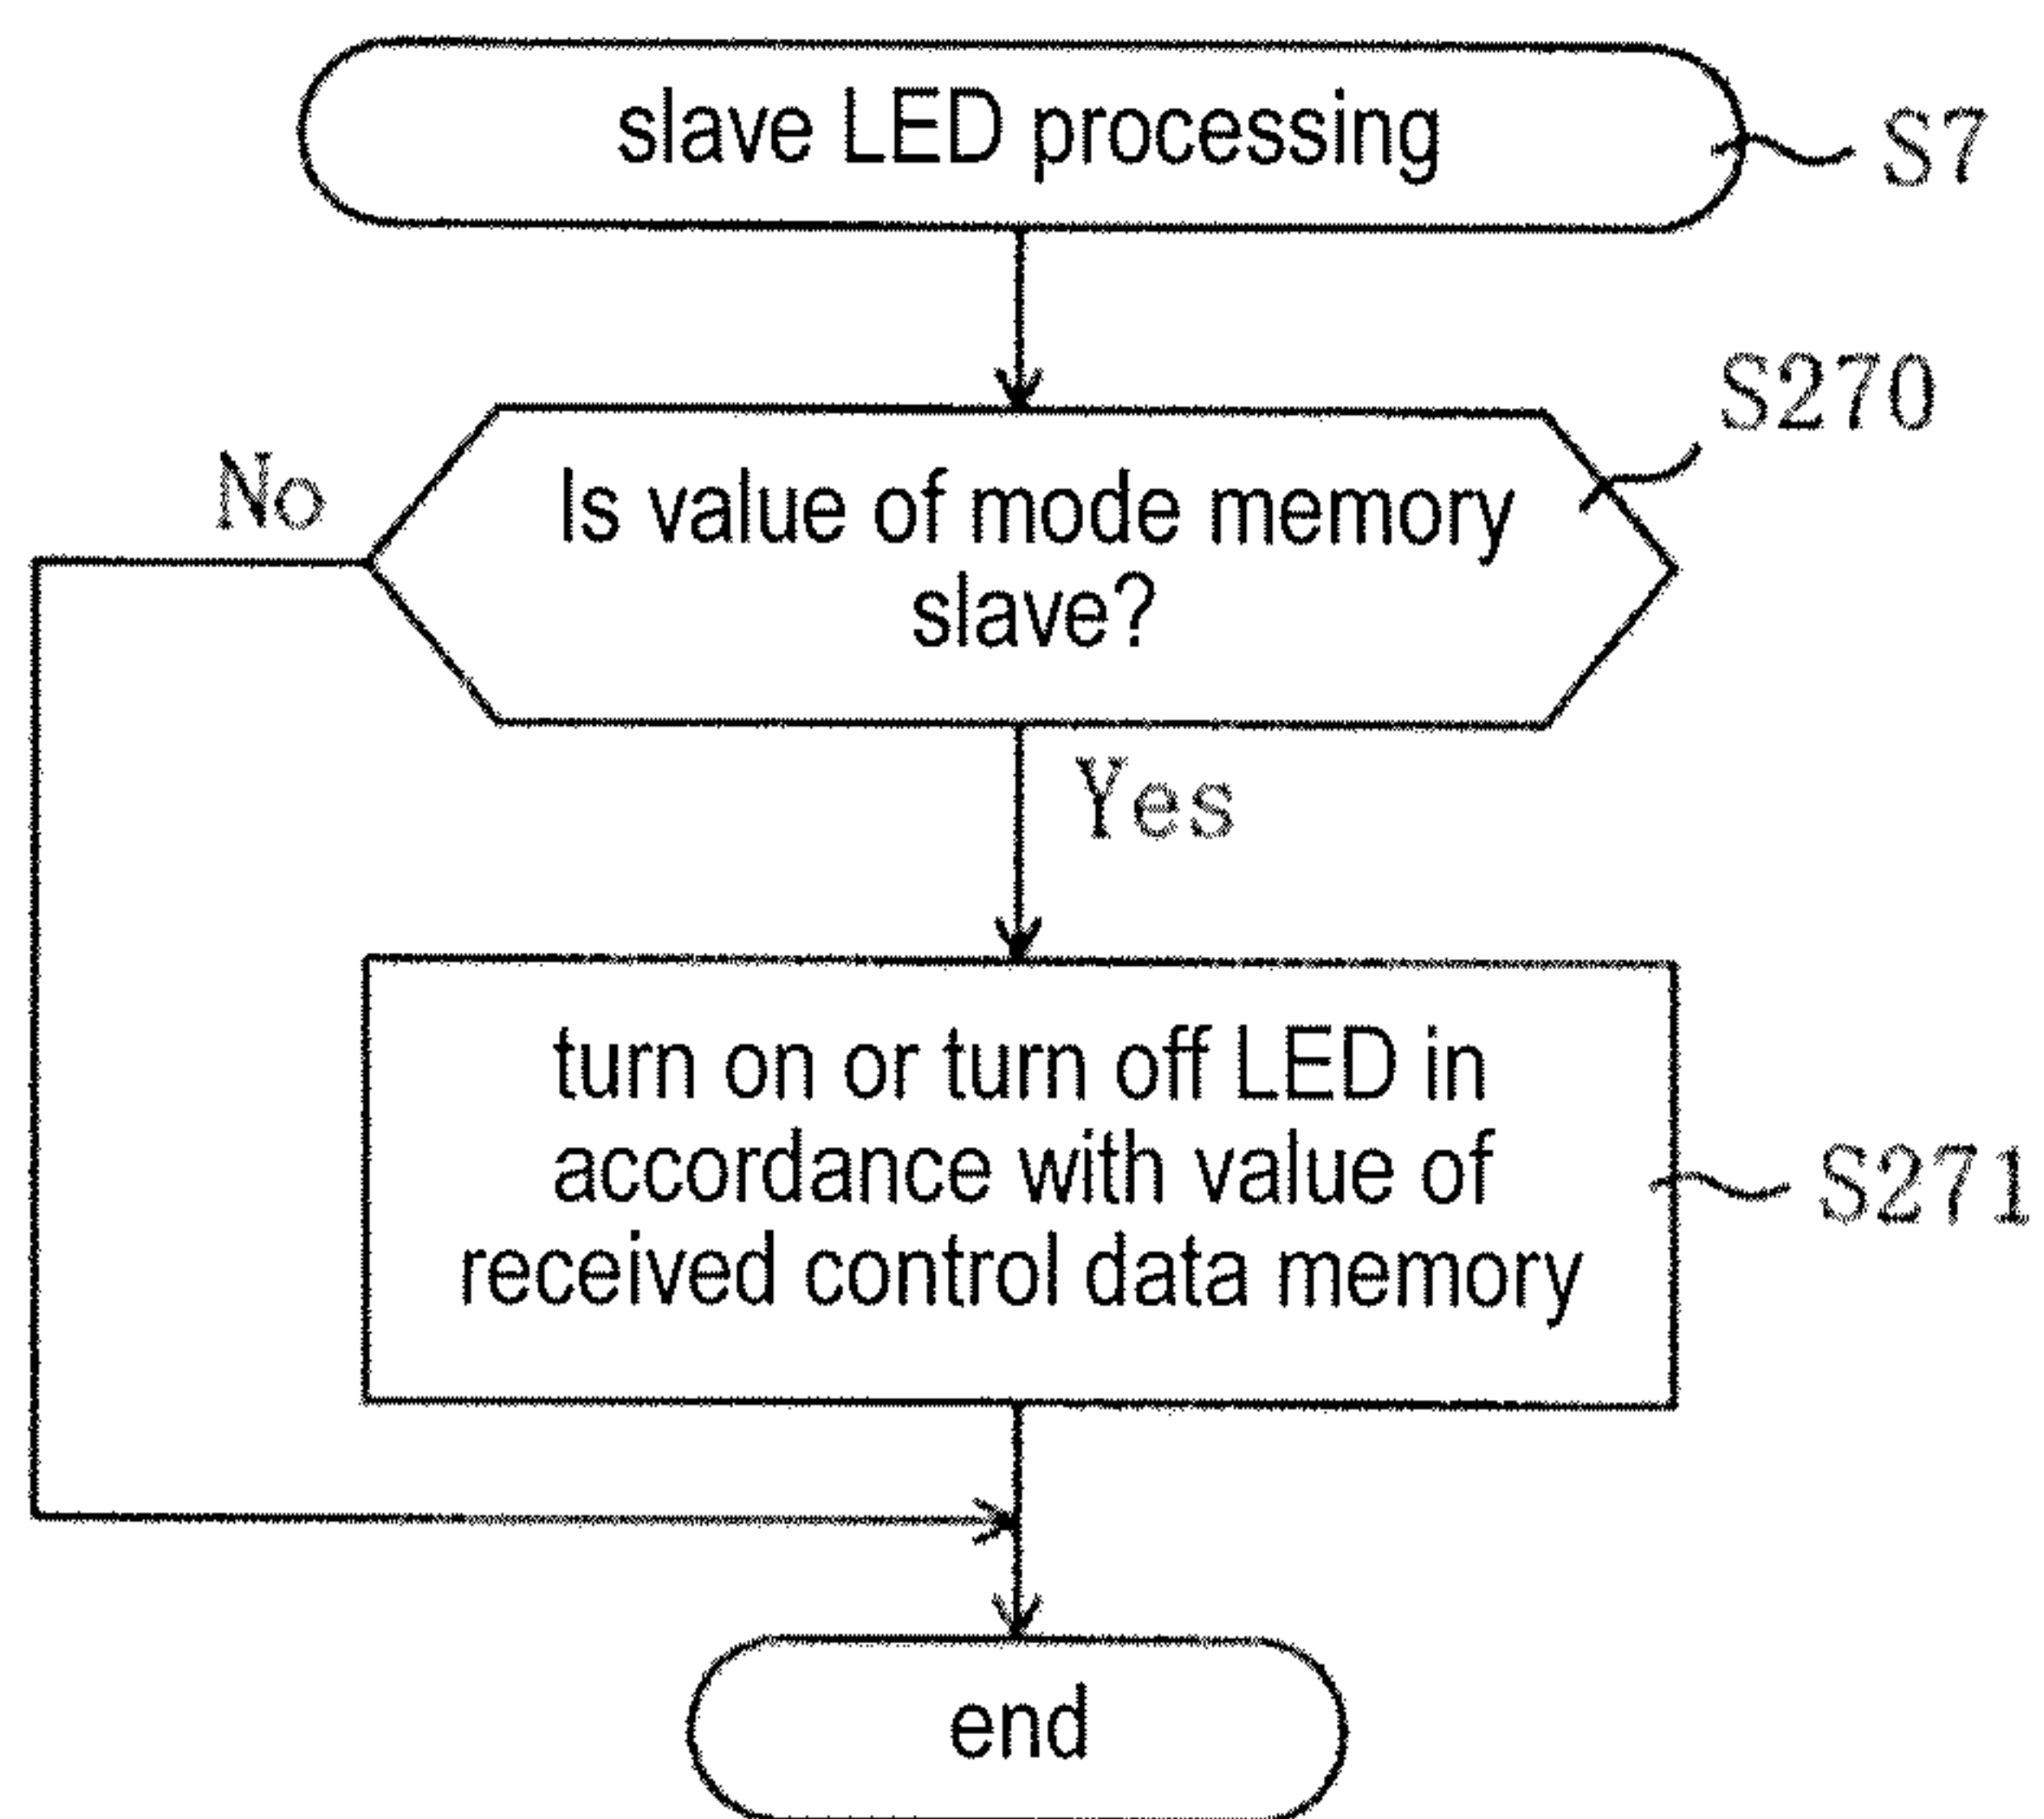 slave LED processing
S7
S270
No
Is value of mode memory
slave?
Yes
turn on or turn off LED in
accordance with value of
received control data memory
S271
end